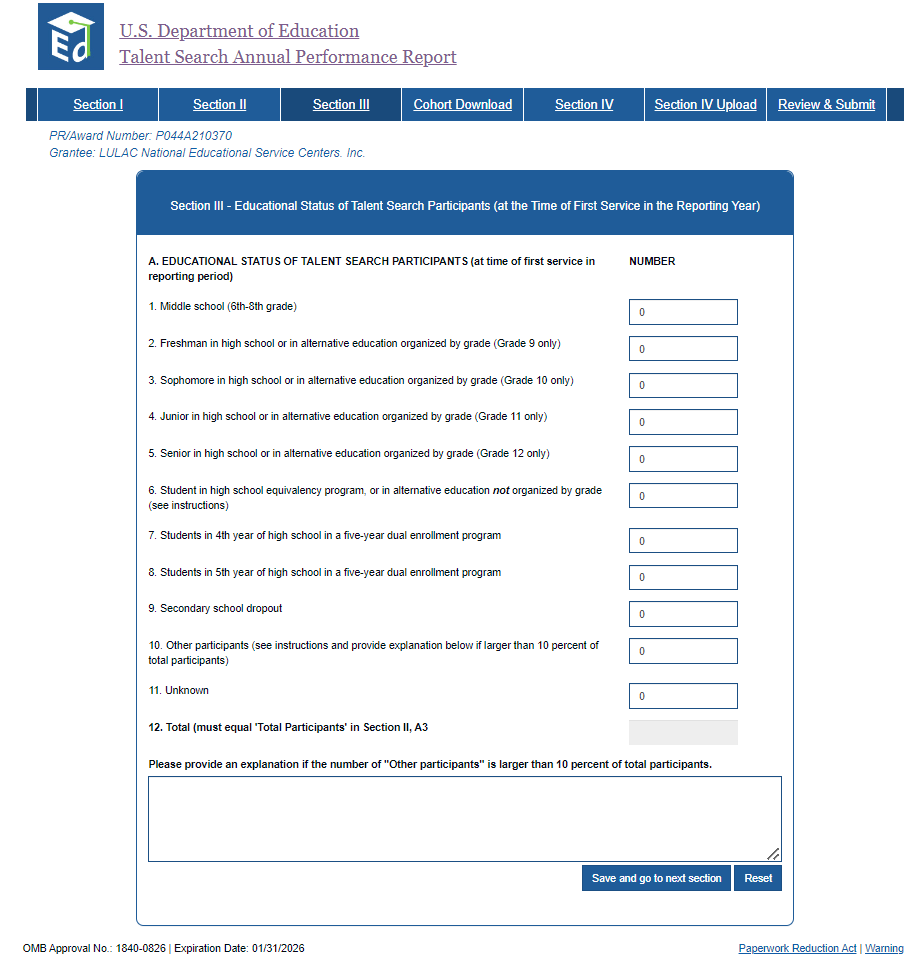 Ed
U.S. Department of Education
Talent Search Annual Performance Report
Section I Section II Section III Cohort Download Section IV Section IV Upload Review & Submit
PR/Award Number: P044A210370
Grantee: LULAC National Educational Service Centers. Inc.
Section III - Educational Status of Talent Search Participants (at the Time of First Service in the Reporting Year)
A. EDUCATIONAL STATUS OF TALENT SEARCH PARTICIPANTS (at time of first service in NUMBER
reporting period)
1. Middle school (6th-8th grade) 0
2. Freshman in high school or in alternative education organized by grade (Grade 9 only) 0
3. Sophomore in high school or in alternative education organized by grade (Grade 10 only) 0
4. Junior in high school or in alternative education organized by grade (Grade 11 only) 0
5. Senior in high school or in alternative education organized by grade (Grade 12 only) 0
6. Student in high school equivalency program, or in alternative education not organized by grade 0
(see instructions)
7. Students in 4th year of high school in a five-year dual enrollment program 0
8. Students in 5th year of high school in a five-year dual enrollment program 0
9. Secondary school dropout 0
10. Other participants (see instructions and provide explanation below if larger than 10 percent of 0
total participants)
11. Unknown 0
12. Total (must equal 'Total Participants' in Section II, A3
Please provide an explanation if the number of "Other participants" is larger than 10 percent of total participants.
Save and go to next section Reset
OMB Approval No.: 1840-0826 | Expiration Date: 01/31/2026 Paperwork Reduction Act | Warning